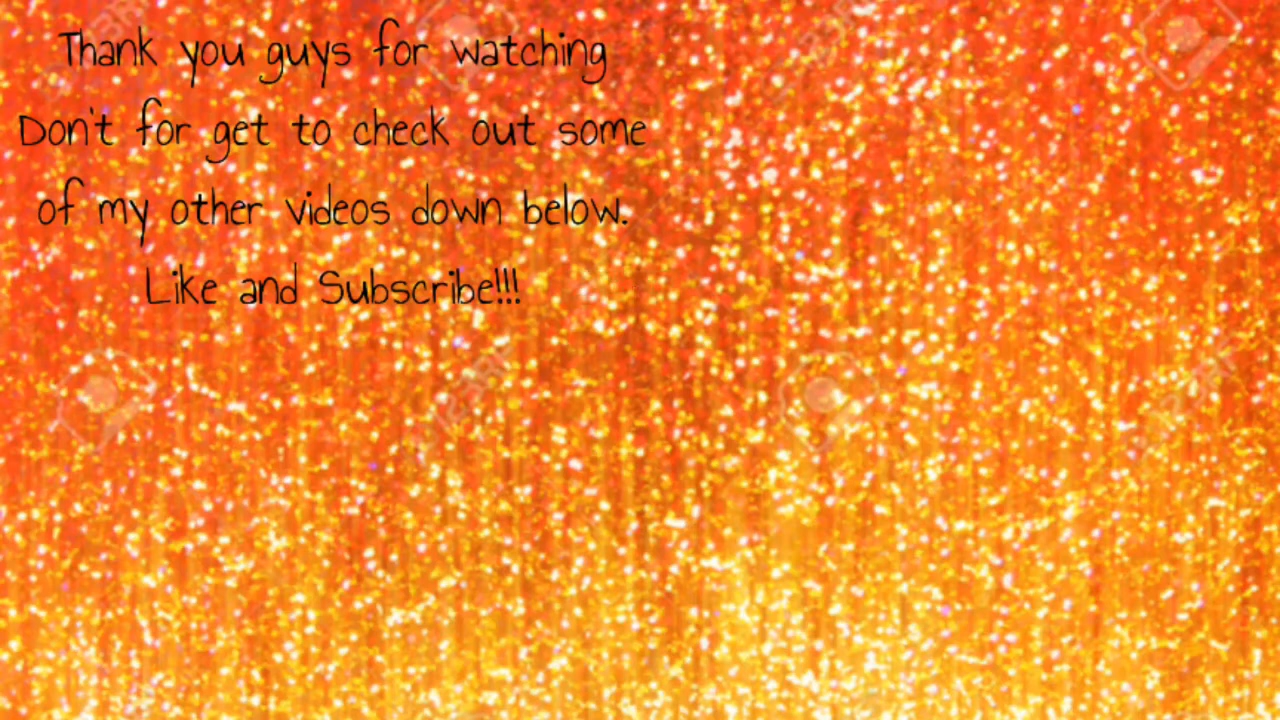 Thank you guys for watching
Don't for get to check out some
of my other videos down below.
Like and Subscribe!!!
123RF